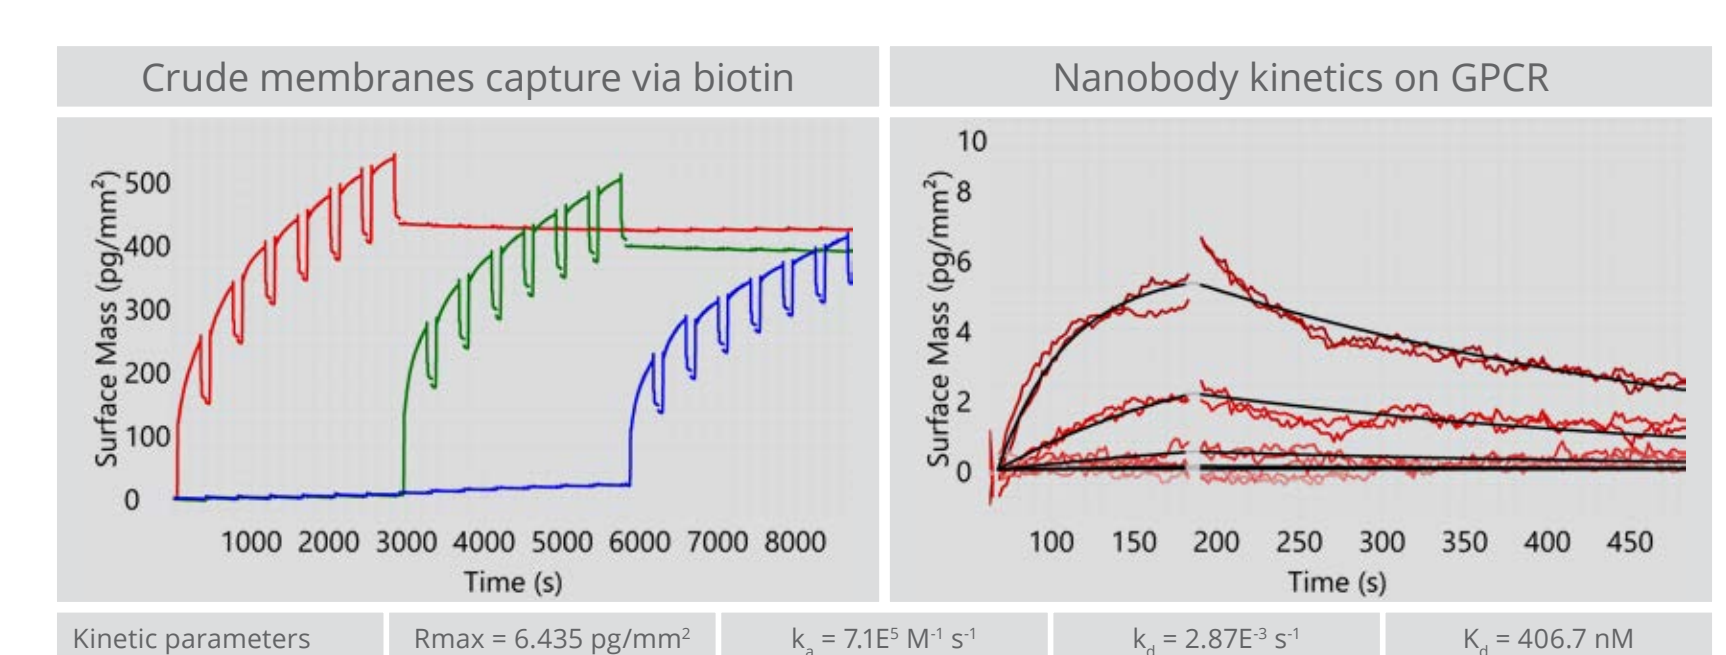 Crude membranes capture via biotin
Nanobody kinetics on GPCR
Surface Mass (pg/mm²)
500
400
300
200
100
0
1000 2000 3000 4000 5000 6000 7000 8000
Time (s)
Surface Mass (pg/mm²)
10
8
6
4
2
0
100 150 200 250 300 350 400 450
Time (s)
Kinetic parameters
Rmax = 6.435 pg/mm²
kₐ = 7.1E⁵ M⁻¹ s⁻¹
k_d = 2.87E⁻³ s⁻¹
K_d = 406.7 nM